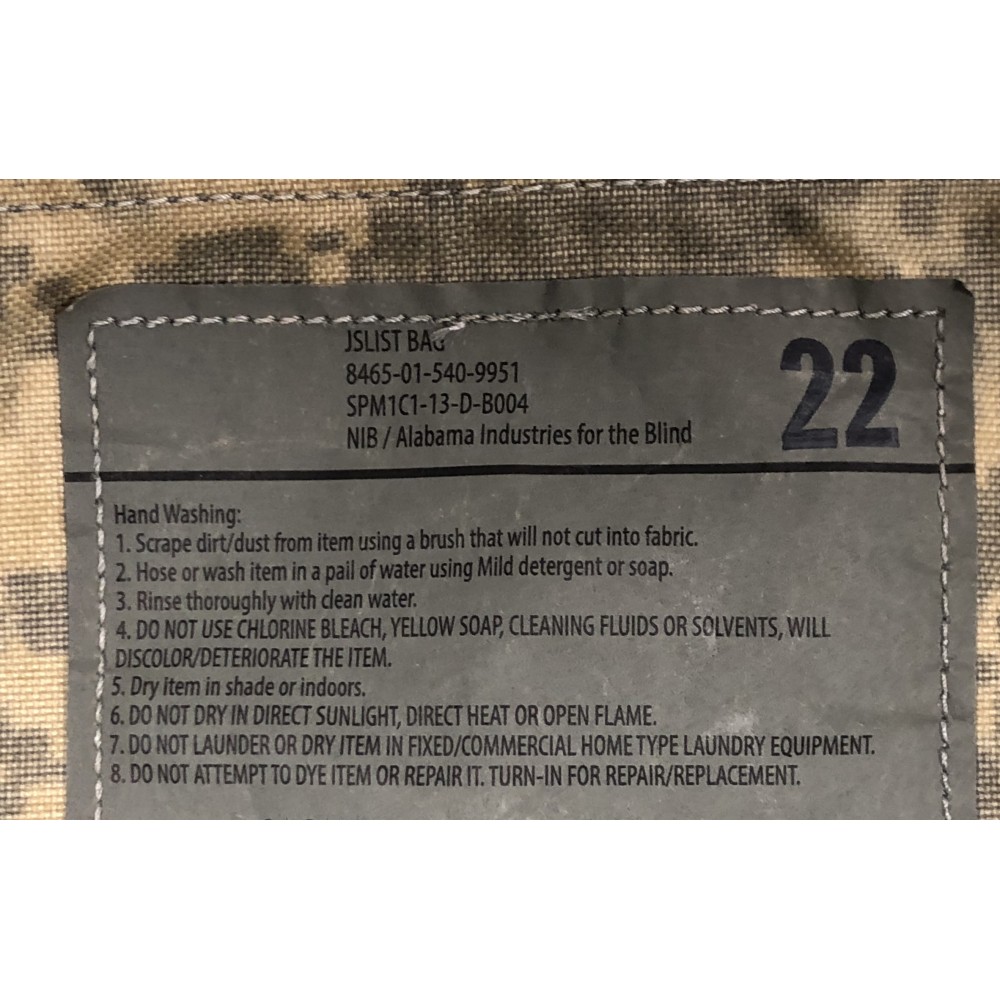 JSLIST BAG
8465-01-540-9951
SPM1C1-13-D-B004
NIB / Alabama Industries for the Blind
22
Hand Washing:
1. Scrape dirt/dust from item using a brush that will not cut into fabric.
2. Hose or wash item in a pail of water using Mild detergent or soap.
3. Rinse thoroughly with clean water.
4. DO NOT USE CHLORINE BLEACH, YELLOW SOAP, CLEANING FLUIDS OR SOLVENTS, WILL
DISCOLOR/DETERIORATE THE ITEM.
5. Dry item in shade or indoors.
6. DO NOT DRY IN DIRECT SUNLIGHT, DIRECT HEAT OR OPEN FLAME.
7. DO NOT LAUNDER OR DRY ITEM IN FIXED/COMMERCIAL HOME TYPE LAUNDRY EQUIPMENT.
8. DO NOT ATTEMPT TO DYE ITEM OR REPAIR IT. TURN-IN FOR REPAIR/REPLACEMENT.